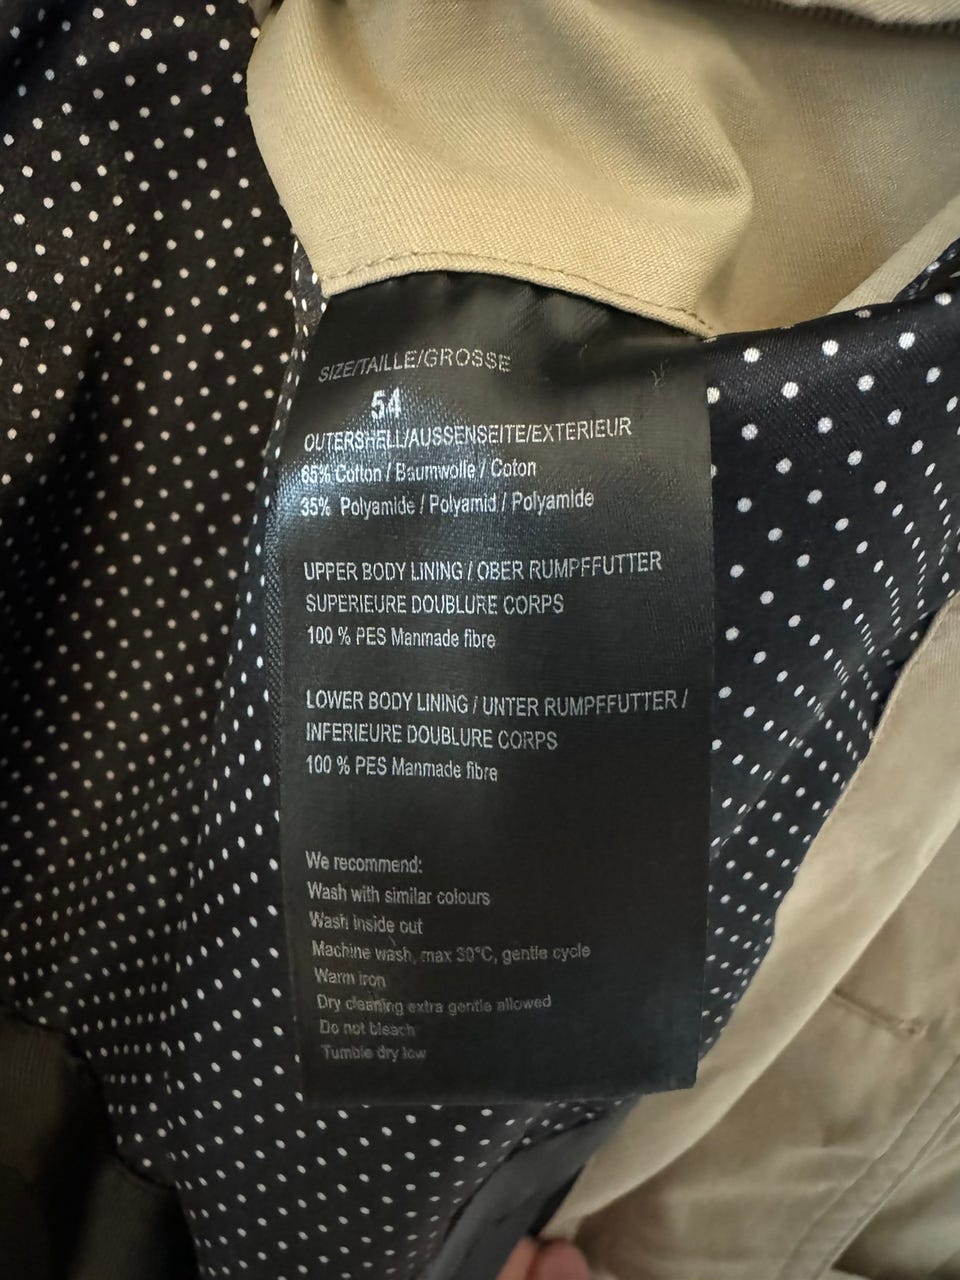 SIZE/TAILLE/GROSSE
54
OUTERSHELL/AUSSENSEITE/EXTERIEUR
65% Cotton / Baumwolle / Coton
35% Polyamide / Polyamid / Polyamide
UPPER BODY LINING / OBER RUMPFFUTTER
SUPERIEURE DOUBLURE CORPS
100 % PES Manmade fibre
LOWER BODY LINING / UNTER RUMPFFUTTER /
INFERIEURE DOUBLURE CORPS
100 % PES Manmade fibre
We recommend:
Wash with similar colours
Wash inside out
Machine wash, max 30°C, gentle cycle
Warm iron
Dry cleaning extra gentle allowed
Do not bleach
Tumble dry low